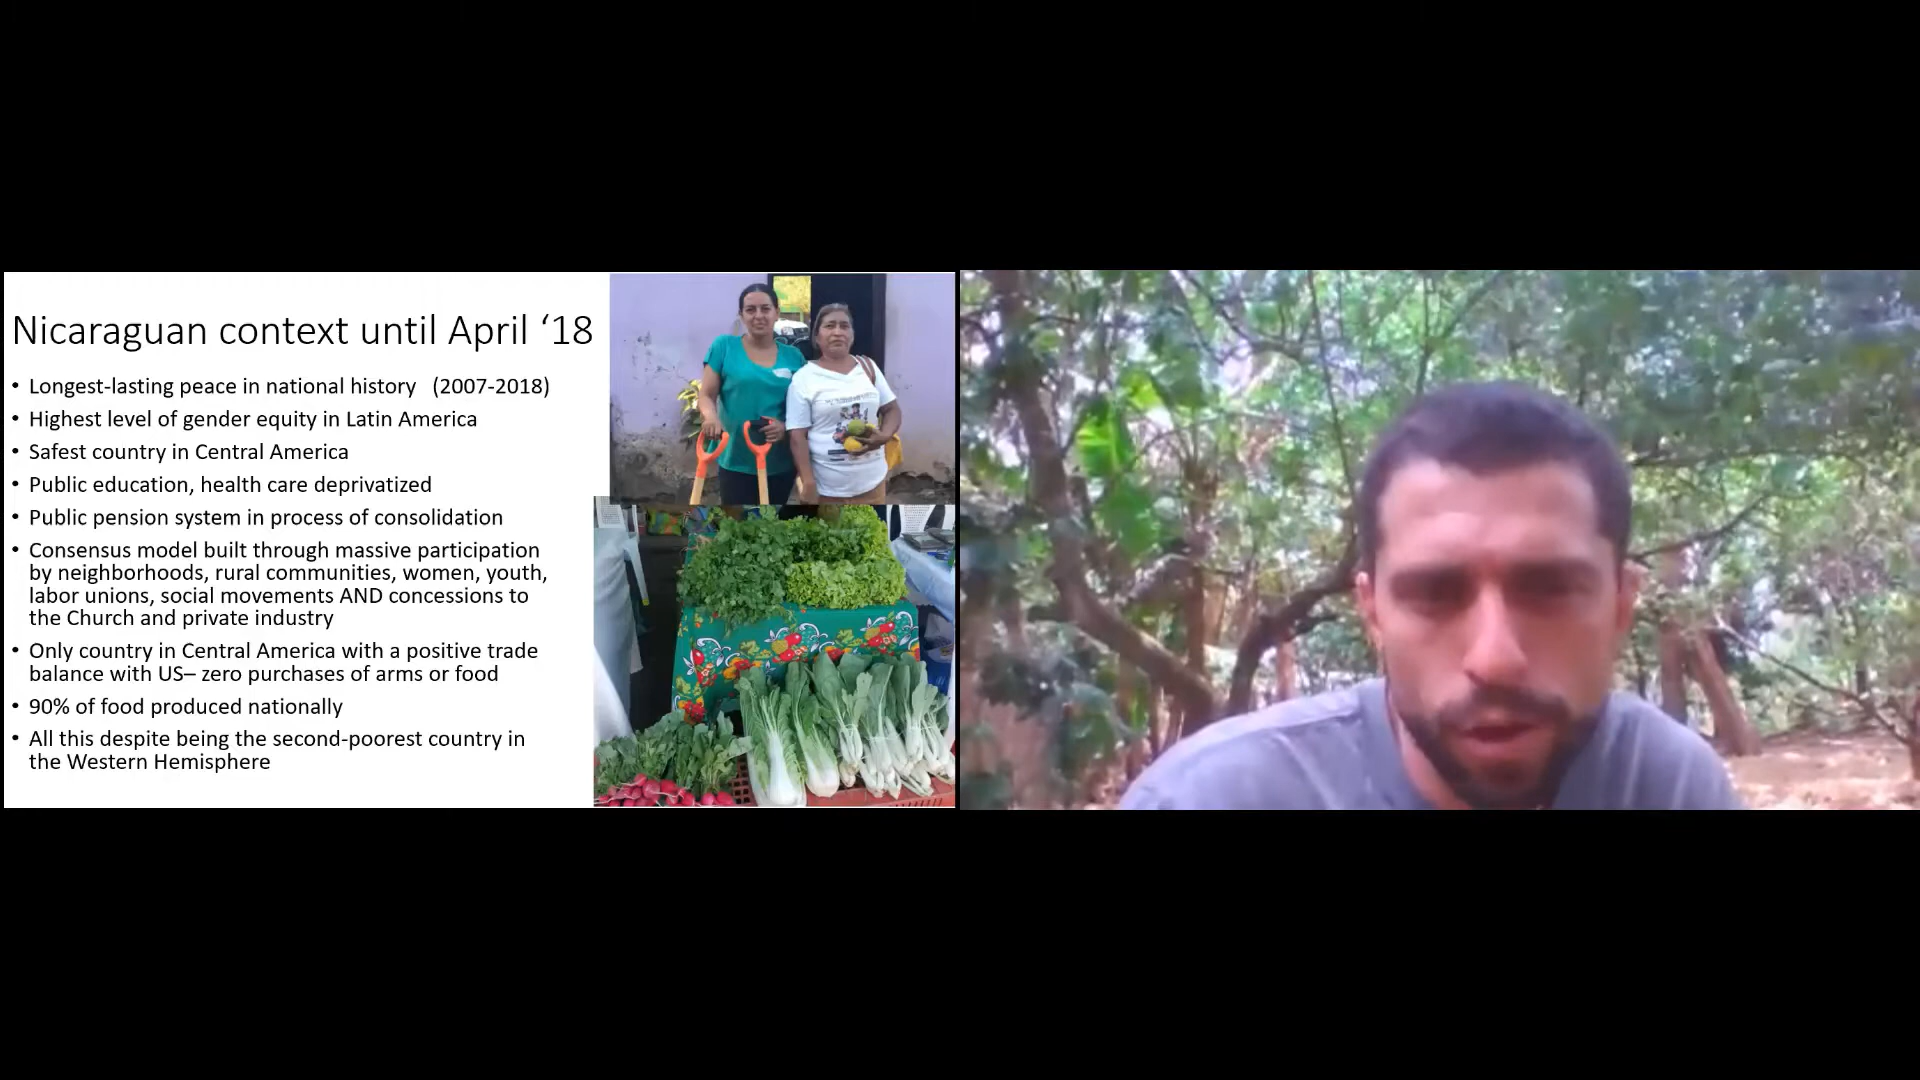 Nicaraguan context until April ‘18
• Longest-lasting peace in national history (2007-2018)
• Highest level of gender equity in Latin America
• Safest country in Central America
• Public education, health care deprivatized
• Public pension system in process of consolidation
• Consensus model built through massive participation
by neighborhoods, rural communities, women, youth,
labor unions, social movements AND concessions to
the Church and private industry
• Only country in Central America with a positive trade
balance with US– zero purchases of arms or food
• 90% of food produced nationally
• All this despite being the second-poorest country in
the Western Hemisphere